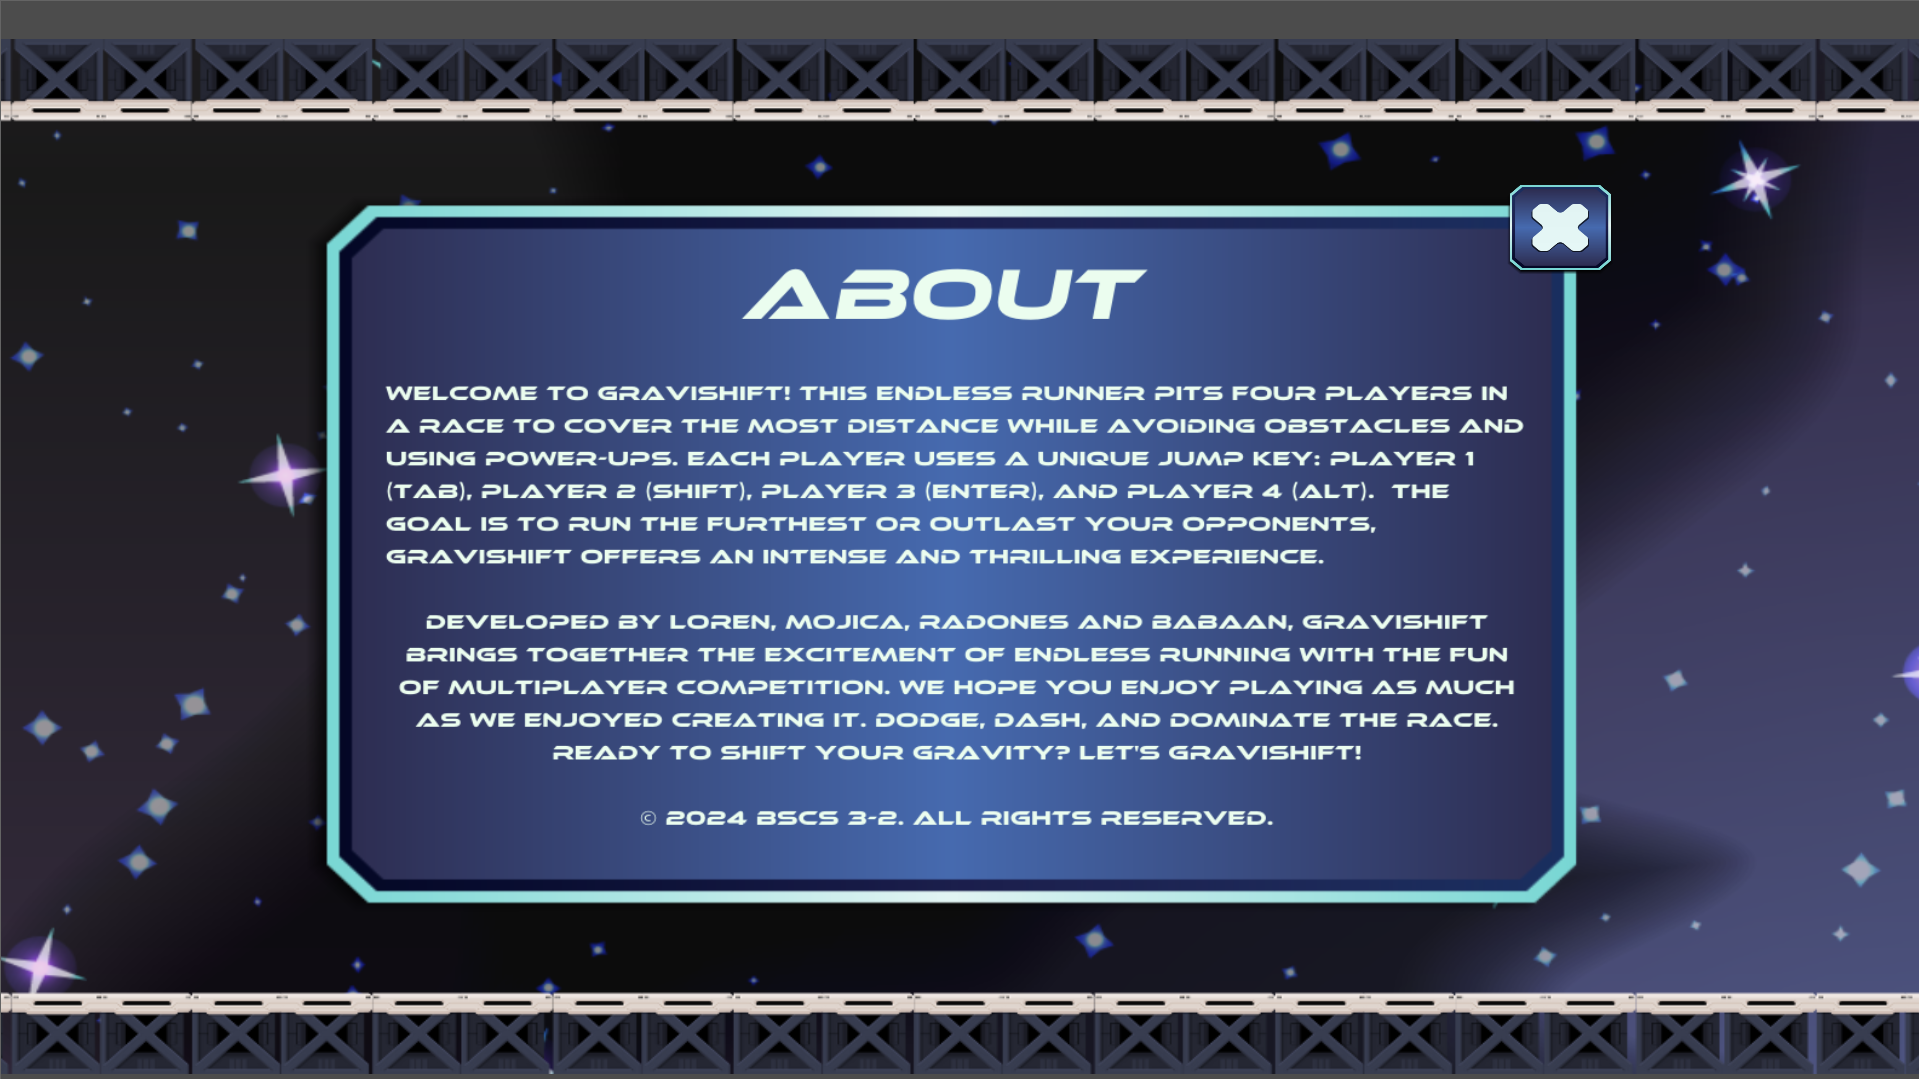 ABOUT
WELCOME TO GRAVISHIFT! THIS ENDLESS RUNNER PITS FOUR PLAYERS IN
A RACE TO COVER THE MOST DISTANCE WHILE AVOIDING OBSTACLES AND
USING POWER-UPS. EACH PLAYER USES A UNIQUE JUMP KEY: PLAYER 1
(TAB), PLAYER 2 (SHIFT), PLAYER 3 (ENTER), AND PLAYER 4 (ALT).  THE
GOAL IS TO RUN THE FURTHEST OR OUTLAST YOUR OPPONENTS,
GRAVISHIFT OFFERS AN INTENSE AND THRILLING EXPERIENCE.
DEVELOPED BY LOREN, MOJICA, RADONES AND BABAAN, GRAVISHIFT
BRINGS TOGETHER THE EXCITEMENT OF ENDLESS RUNNING WITH THE FUN
OF MULTIPLAYER COMPETITION. WE HOPE YOU ENJOY PLAYING AS MUCH
AS WE ENJOYED CREATING IT. DODGE, DASH, AND DOMINATE THE RACE.
READY TO SHIFT YOUR GRAVITY? LET'S GRAVISHIFT!
© 2024 BSCS 3-2. ALL RIGHTS RESERVED.